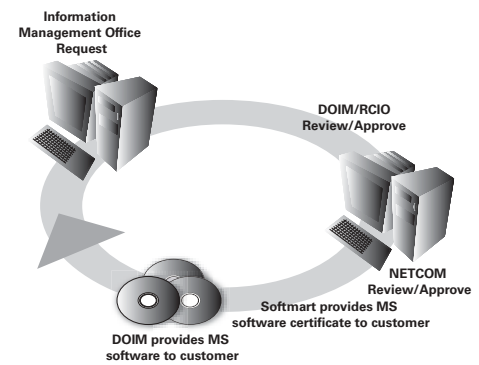 Information
Management Office
Request
DOIM/RCIO
Review/Approve
NETCOM
Review/Approve
Softmart provides MS
software certificate to customer
DOIM provides MS
software to customer